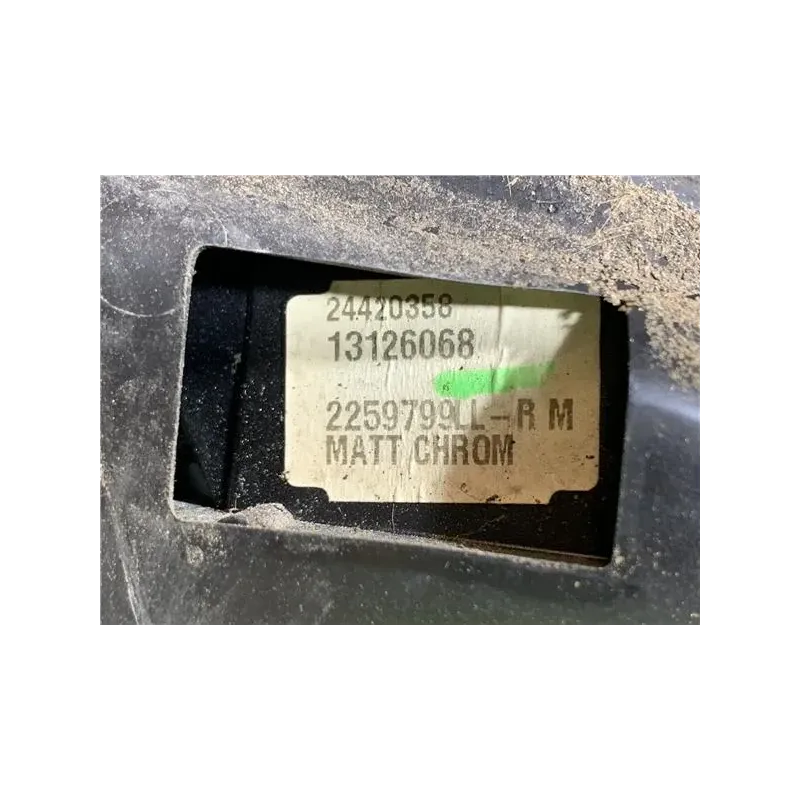 24420358
13126068
2259799LL-R M
MATT CHROM